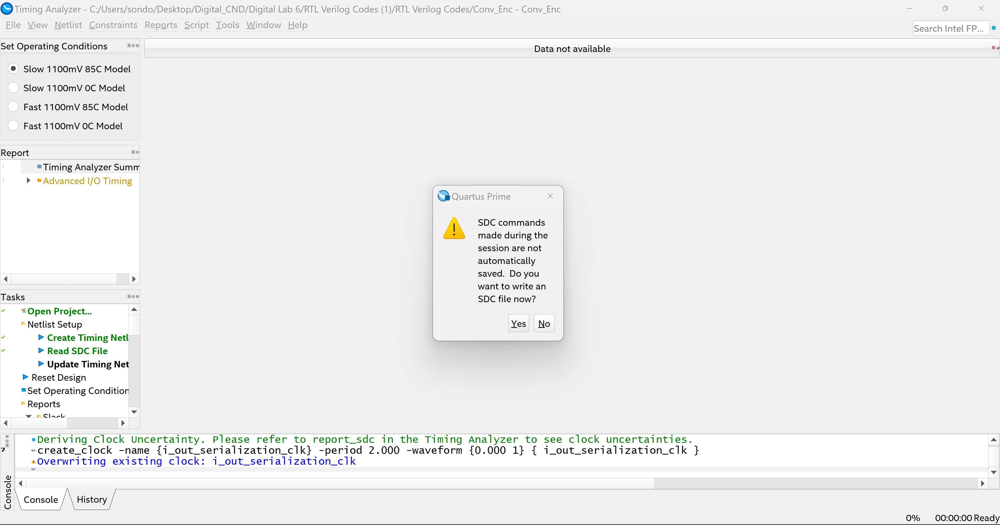 Timing Analyzer - C:/Users/sondo/Desktop/Digital_CND/Digital Lab 6/RTL Verilog Codes (1)/RTL Verilog Codes/Conv_Enc - Conv_Enc
File View Netlist Constraints Reports Script Tools Window Help
Search Intel FP...
Set Operating Conditions
Data not available
Slow 1100mV 85C Model
Slow 1100mV 0C Model
Fast 1100mV 85C Model
Fast 1100mV 0C Model
Report
Timing Analyzer Summ
Advanced I/O Timing
Quartus Prime
SDC commands
made during the
session are not
automatically
saved.  Do you
want to write an
SDC file now?
Yes No
Tasks
Open Project...
Netlist Setup
Create Timing Netl
Read SDC File
Update Timing Net
Reset Design
Set Operating Condition
Reports
Slack
Deriving Clock Uncertainty. Please refer to report_sdc in the Timing Analyzer to see clock uncertainties.
tcl> create_clock -name {i_out_serialization_clk} -period 2.000 -waveform {0.000 1} { i_out_serialization_clk }
Overwriting existing clock: i_out_serialization_clk
tcl>
Console
Console History
0% 00:00:00 Ready